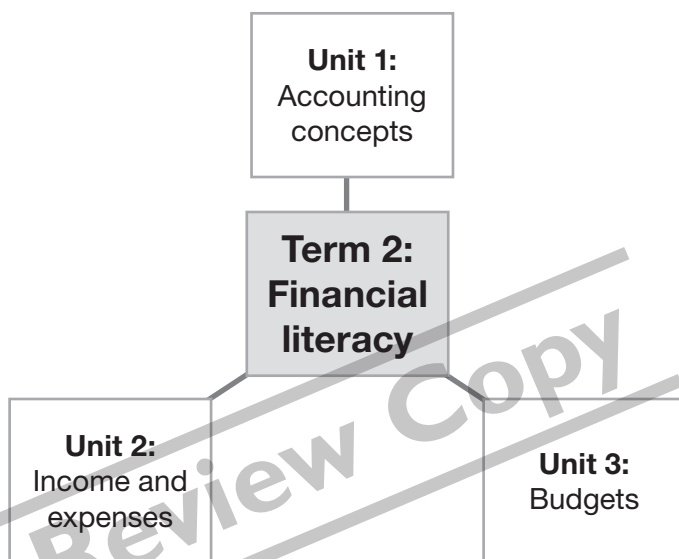 Unit 1:
Accounting
concepts
Term 2:
Financial
literacy
Unit 2:
Income and
expenses
Unit 3:
Budgets
Review Copy